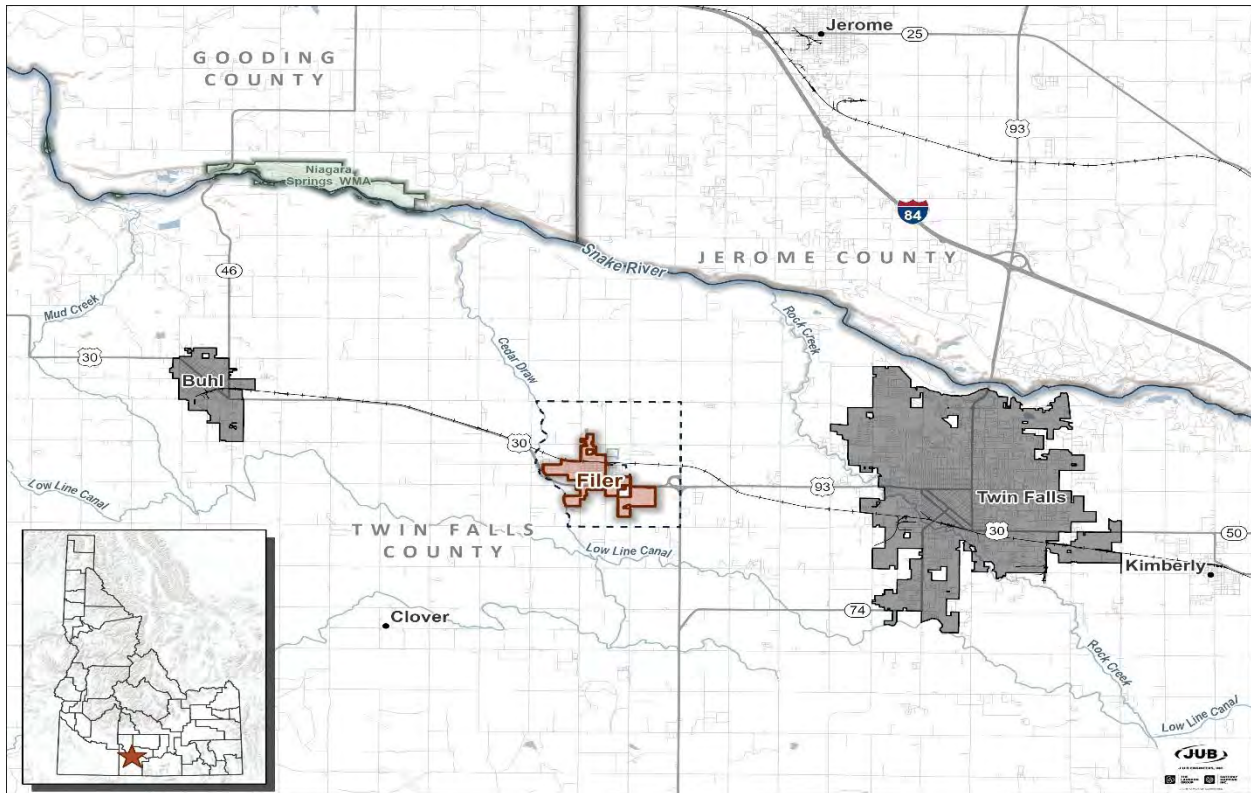 Jerome
25
GOODING
COUNTY
93
Niagara
Springs WMA
84
Snake River
JEROME COUNTY
46
Mud Creek
Rock Creek
30
Cedar Draw
Buhl
30
Filer
93
Twin Falls
Low Line Canal
TWIN FALLS
COUNTY
30
50
Low Line Canal
Kimberly
74
Clover
Rock Creek
Low Line Canal
JUB
J-U-B ENGINEERS, INC.